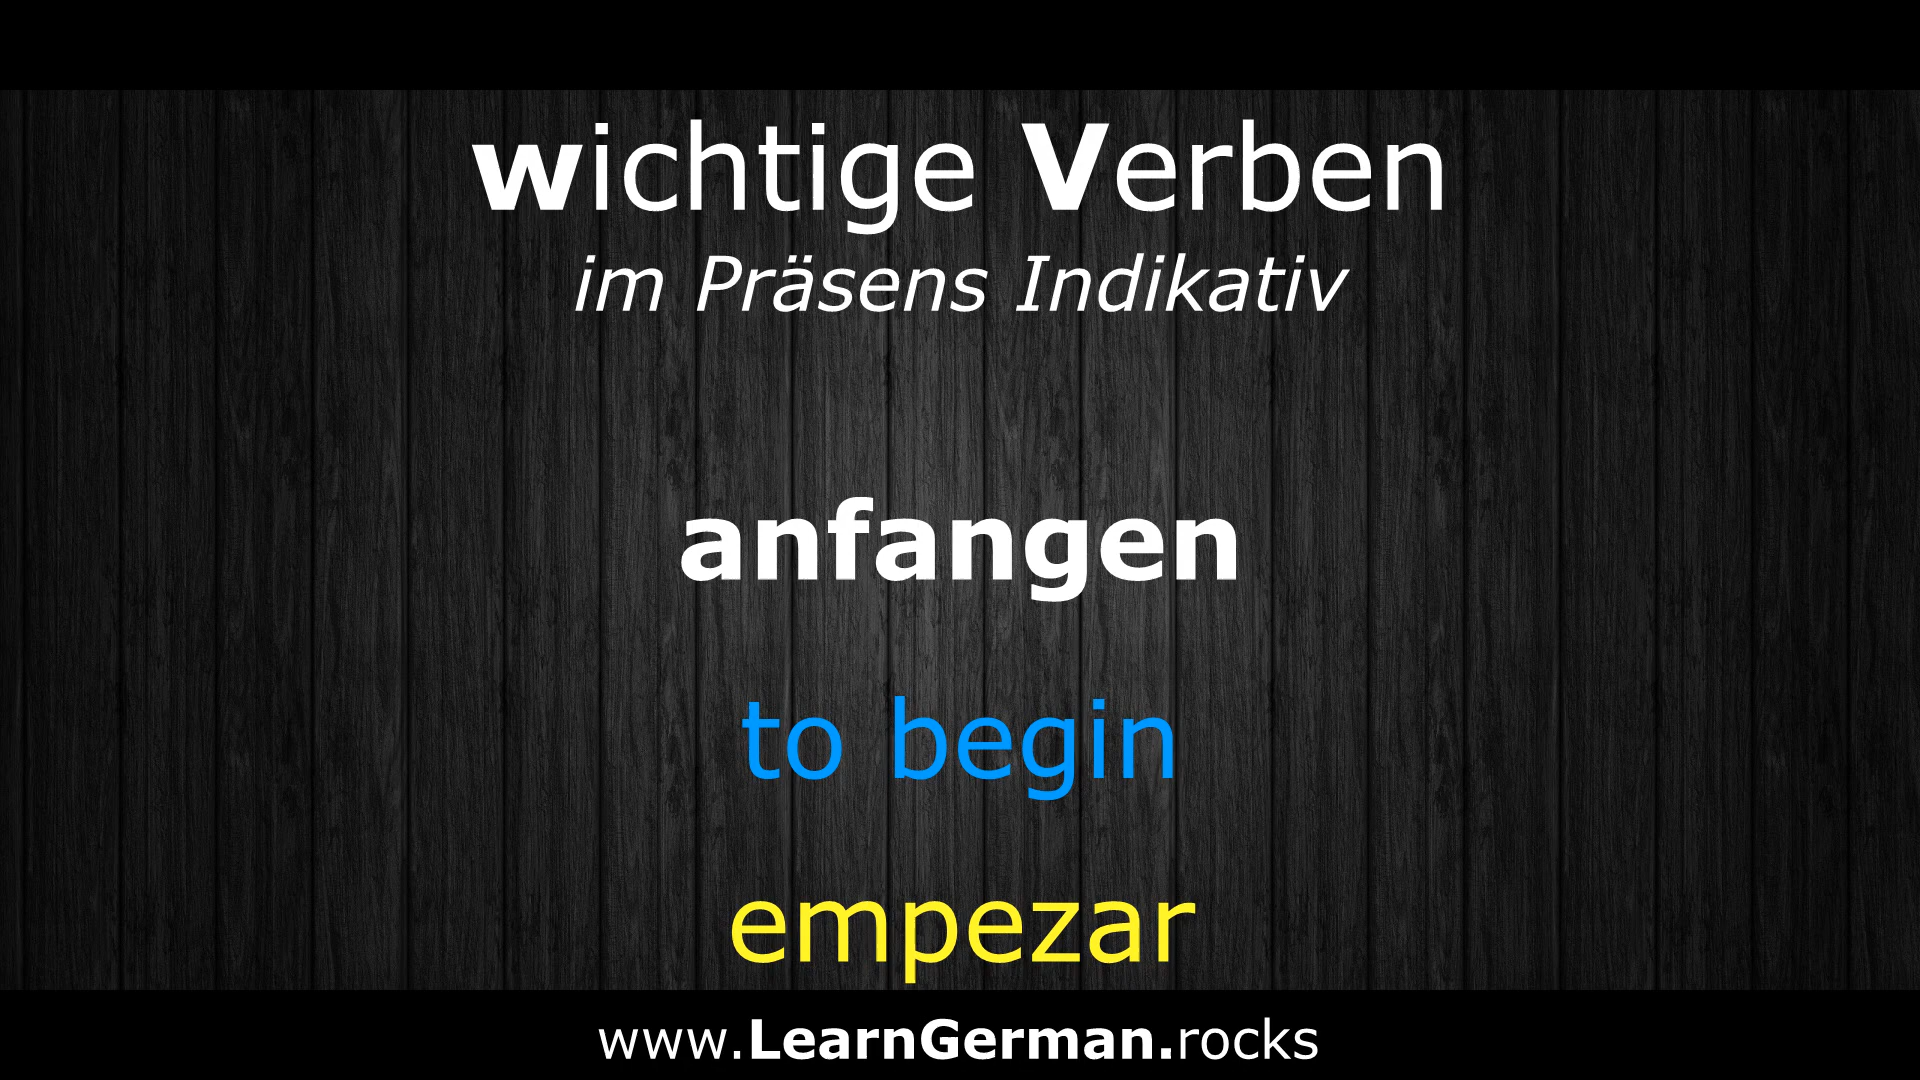 wichtige Verben
im Präsens Indikativ
anfangen
to begin
empezar
www.LearnGerman.rocks